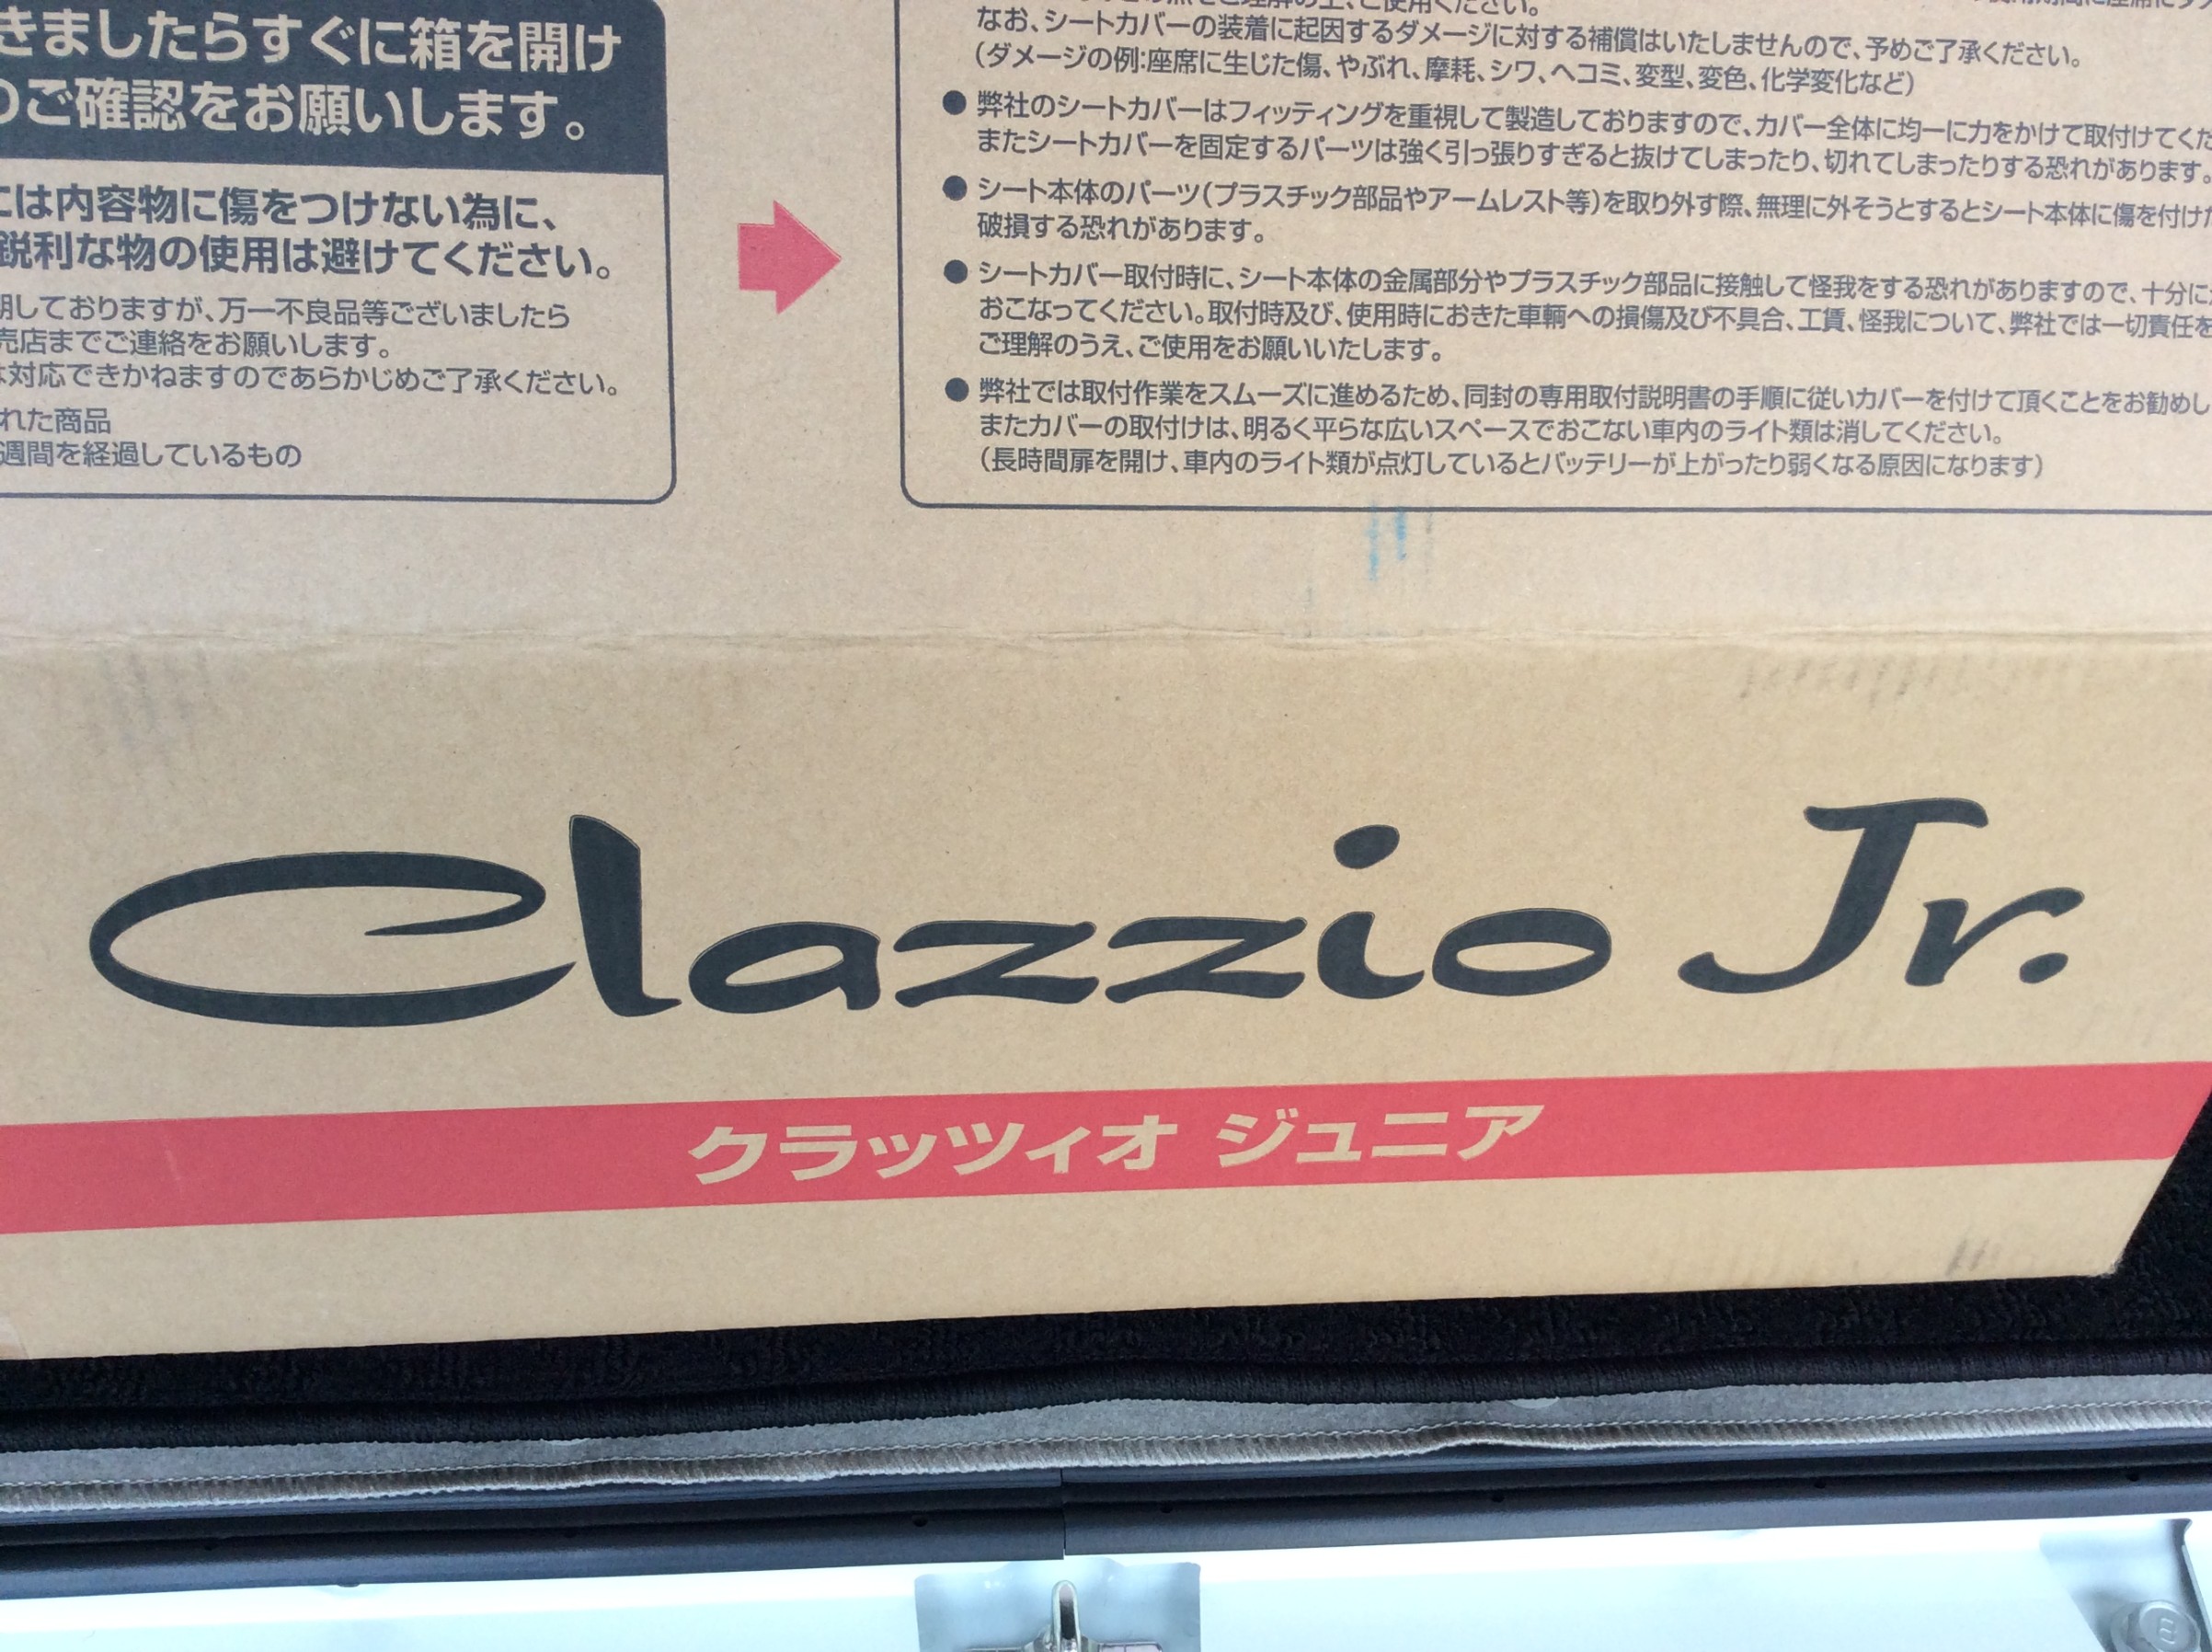 きましたらすぐに箱を開け
ご確認をお願いします。
には内容物に傷をつけない為に、
鋭利な物の使用は避けてください。
期しておりますが、万一不良品等ございましたら
売店までご連絡をお願いします。
対応できかねますのであらかじめご了承ください。
れた商品
週間を経過しているもの
ご使用ください。
なお、シートカバーの装着に起因するダメージに対する補償はいたしませんので、予めご了承ください。
(ダメージの例:座席に生じた傷、やぶれ、摩耗、シワ、ヘコミ、変型、変色、化学変化など)
● 弊社のシートカバーはフィッティングを重視して製造しておりますので、カバー全体に均一に力をかけて取付けてくだ
またシートカバーを固定するパーツは強く引っ張りすぎると抜けてしまったり、切れてしまったりする恐れがあります。
● シート本体のパーツ(プラスチック部品やアームレスト等)を取り外す際、無理に外そうとするとシート本体に傷を付けた
破損する恐れがあります。
● シートカバー取付時に、シート本体の金属部分やプラスチック部品に接触して怪我をする恐れがありますので、十分に
おこなってください。取付時及び、使用時におきた車輌への損傷及び不具合、工賃、怪我について、弊社では一切責任を
ご理解のうえ、ご使用をお願いいたします。
● 弊社では取付作業をスムーズに進めるため、同封の専用取付説明書の手順に従いカバーを付けて頂くことをお勧めし
またカバーの取付けは、明るく平らな広いスペースでおこない車内のライト類は消してください。
(長時間扉を開け、車内のライト類が点灯しているとバッテリーが上がったり弱くなる原因になります)
Clazzio Jr.
クラッツィオ ジュニア